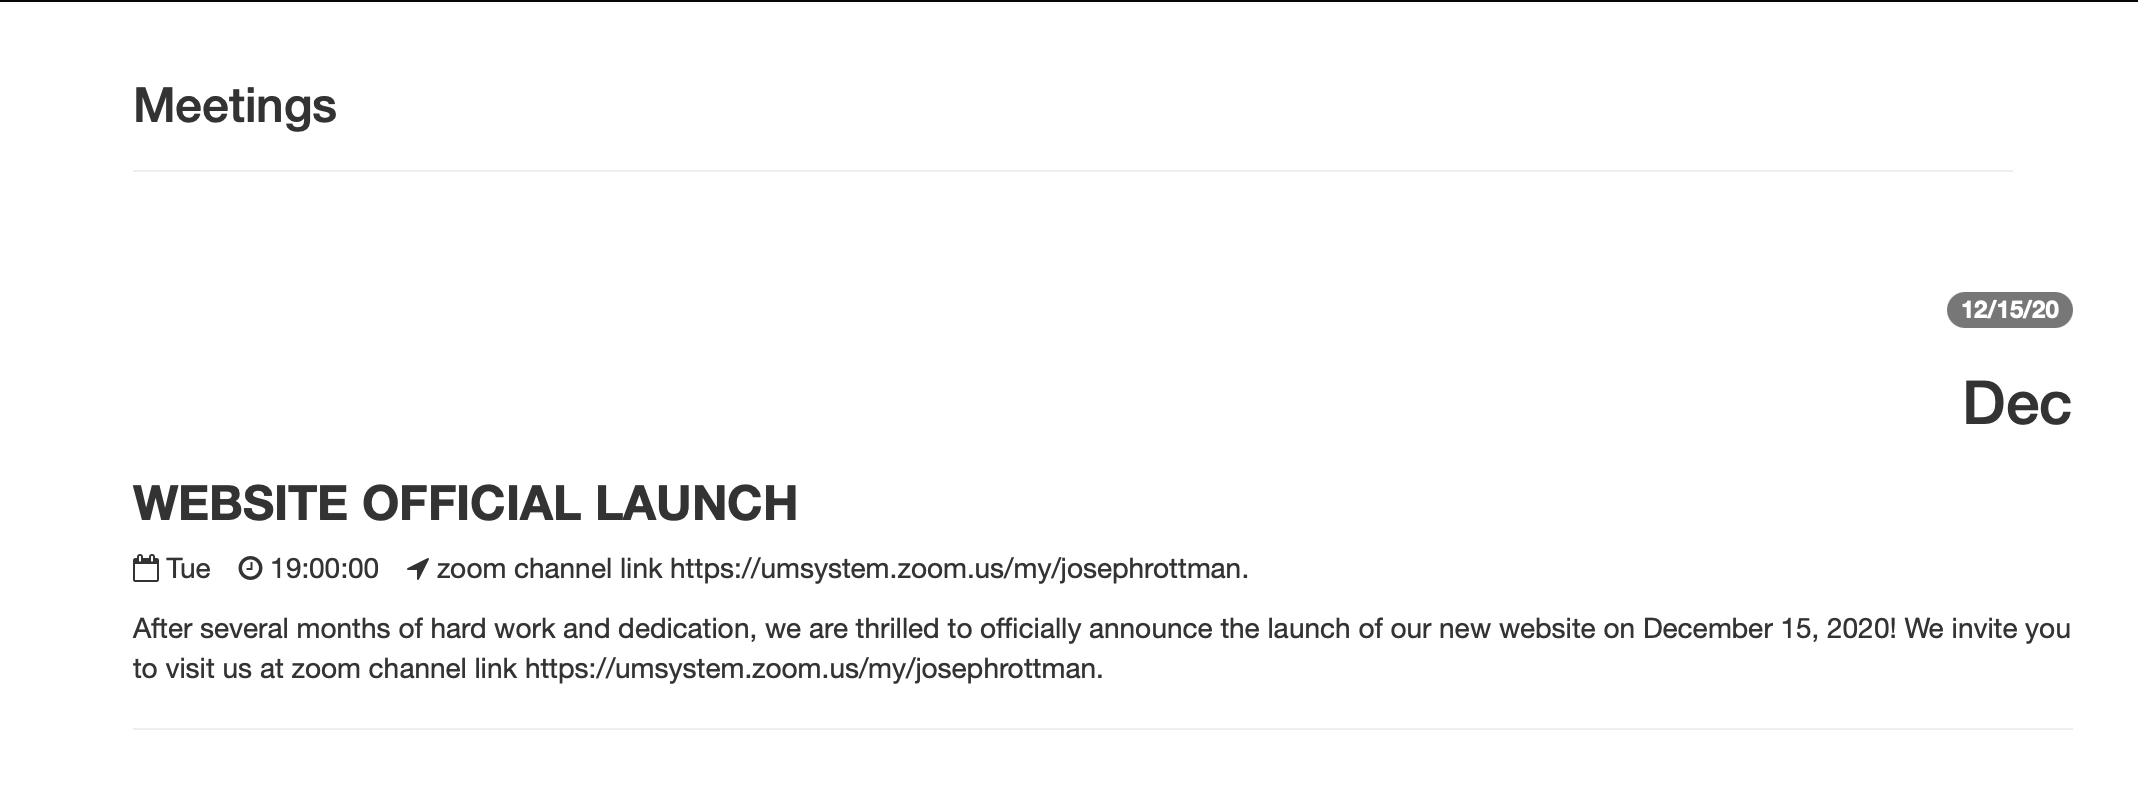 Meetings
12/15/20
Dec
WEBSITE OFFICIAL LAUNCH
Tue 19:00:00 zoom channel link https://umsystem.zoom.us/my/josephrottman.
After several months of hard work and dedication, we are thrilled to officially announce the launch of our new website on December 15, 2020! We invite you
to visit us at zoom channel link https://umsystem.zoom.us/my/josephrottman.